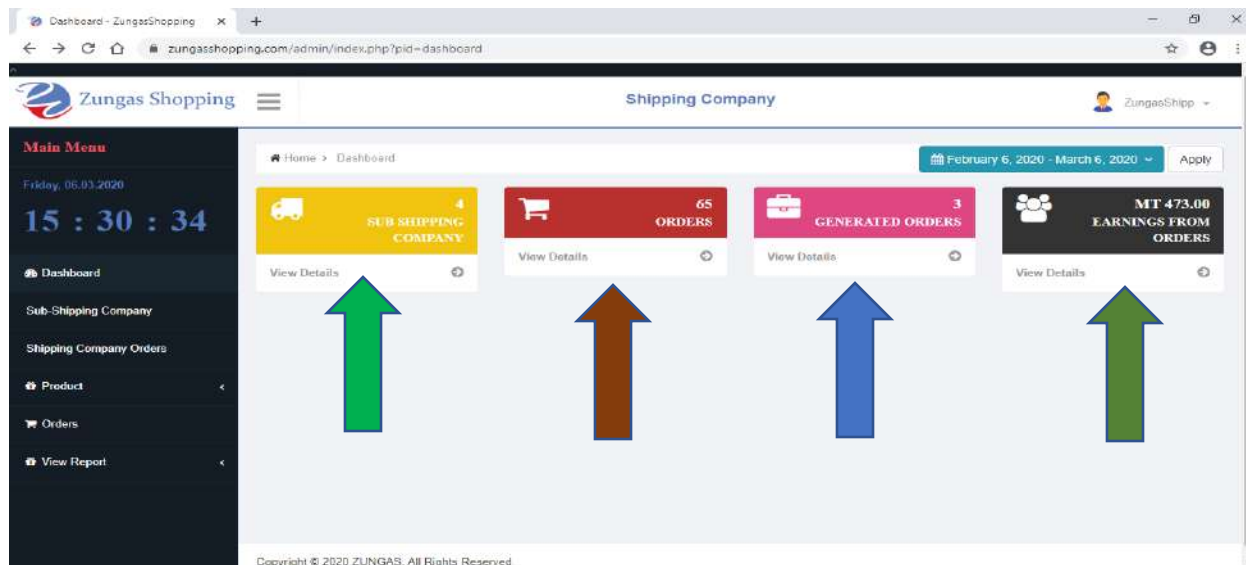 Dashboard - ZungasShopping
zungasshopping.com/admin/index.php?pid=dashboard
Zungas Shopping
Shipping Company
ZungasShipp
Main Menu
Friday, 06.03.2020
15 : 30 : 34
Dashboard
Sub-Shipping Company
Shipping Company Orders
Product
Orders
View Report
Home > Dashboard
February 6, 2020 - March 6, 2020
Apply
4
SUB SHIPPING
COMPANY
View Details
65
ORDERS
View Details
3
GENERATED ORDERS
View Details
MT 473.00
EARNINGS FROM
ORDERS
View Details
Copyright © 2020 ZUNGAS. All Rights Reserved.